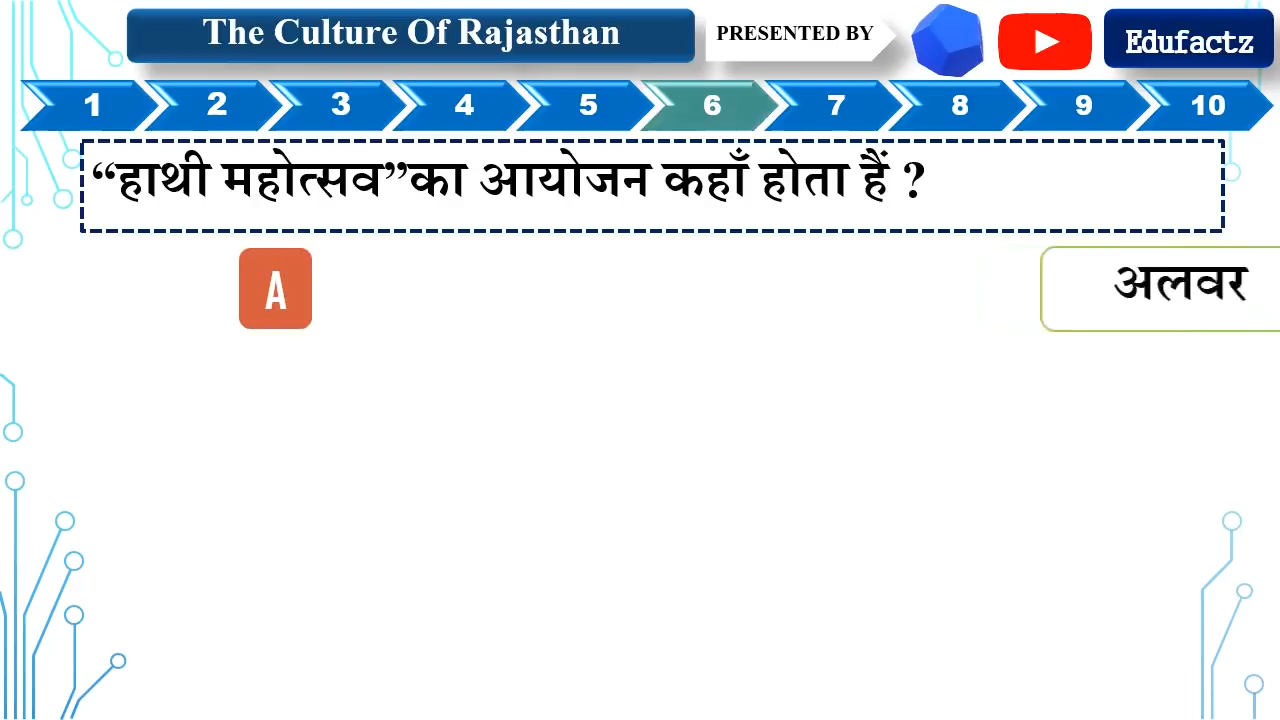 The Culture Of Rajasthan
PRESENTED BY
Edufactz
1 2 3 4 5 6 7 8 9 10
“हाथी महोत्सव”का आयोजन कहाँ होता हैं ?
A
अलवर